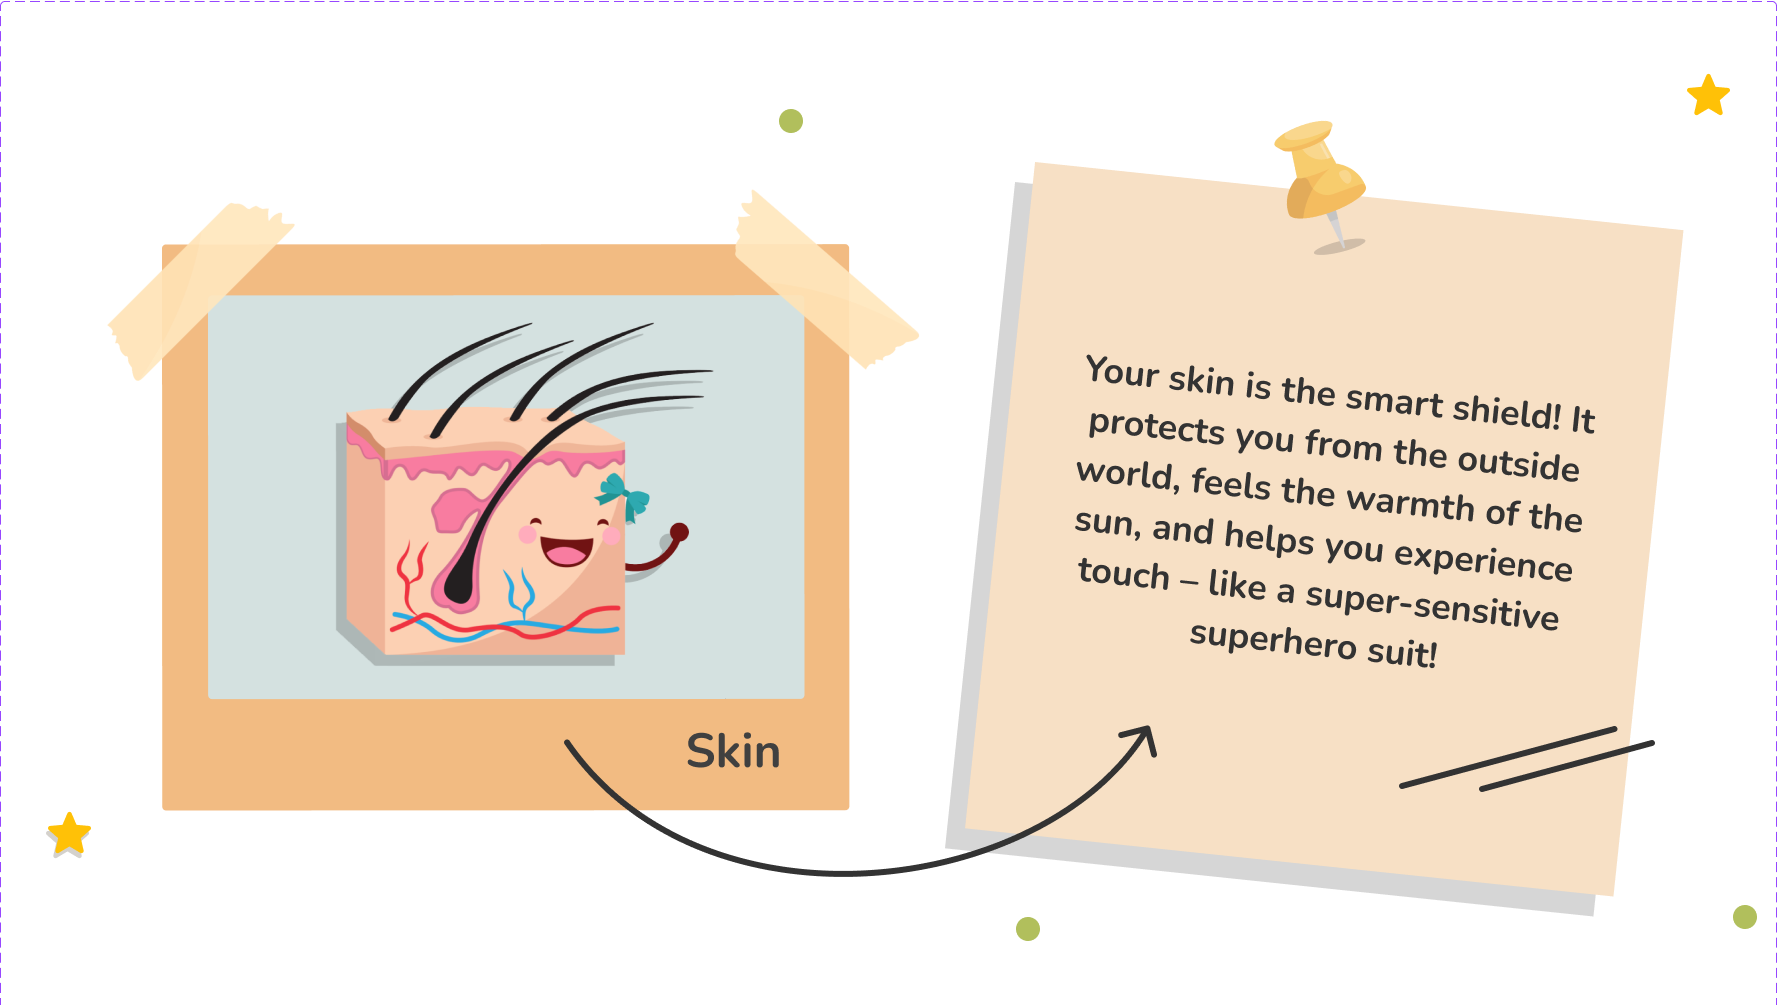 Skin
Your skin is the smart shield! It
protects you from the outside
world, feels the warmth of the
sun, and helps you experience
touch – like a super-sensitive
superhero suit!